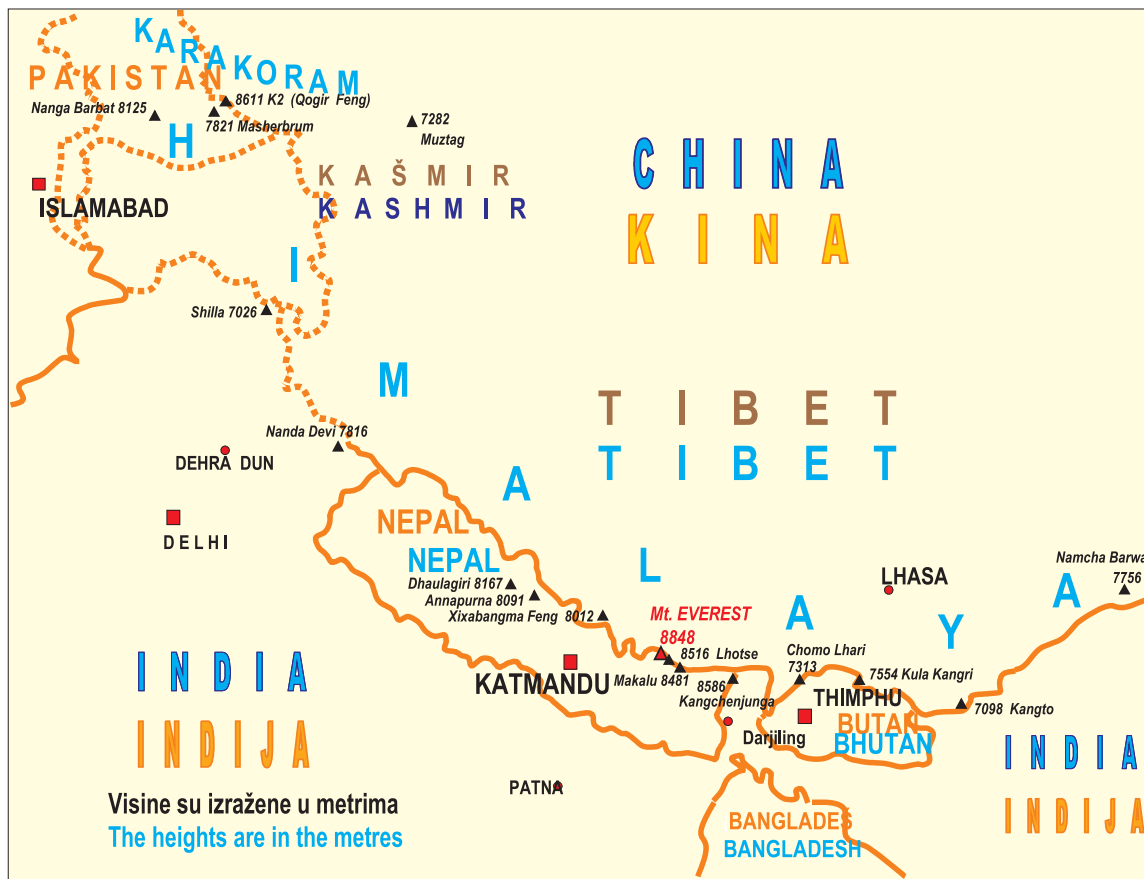 KARAKORAM
PAKISTAN
8611 K2 (Qogir Feng)
Nanga Barbat 8125
7821 Masherbrum
7282
Muztag
HIMALAYA
CHINA
KINA
KAŠMIR
KASHMIR
ISLAMABAD
Shilla 7026
TIBET
TIBET
Nanda Devi 7816
DEHRA DUN
DELHI
NEPAL
NEPAL
Dhaulagiri 8167
Annapurna 8091
Xixabangma Feng 8012
Mt. EVEREST
8848
8516 Lhotse
Makalu 8481
8586
Kangchenjunga
KATMANDU
LHASA
Namcha Barwa
7756
Chomo Lhari
7313
7554 Kula Kangri
THIMPHU
7098 Kangto
BUTAN
BHUTAN
Darjiling
INDIA
INDIJA
PATNA
INDIA
INDIJA
Visine su izražene u metrima
The heights are in the metres
BANGLADEŠ
BANGLADESH